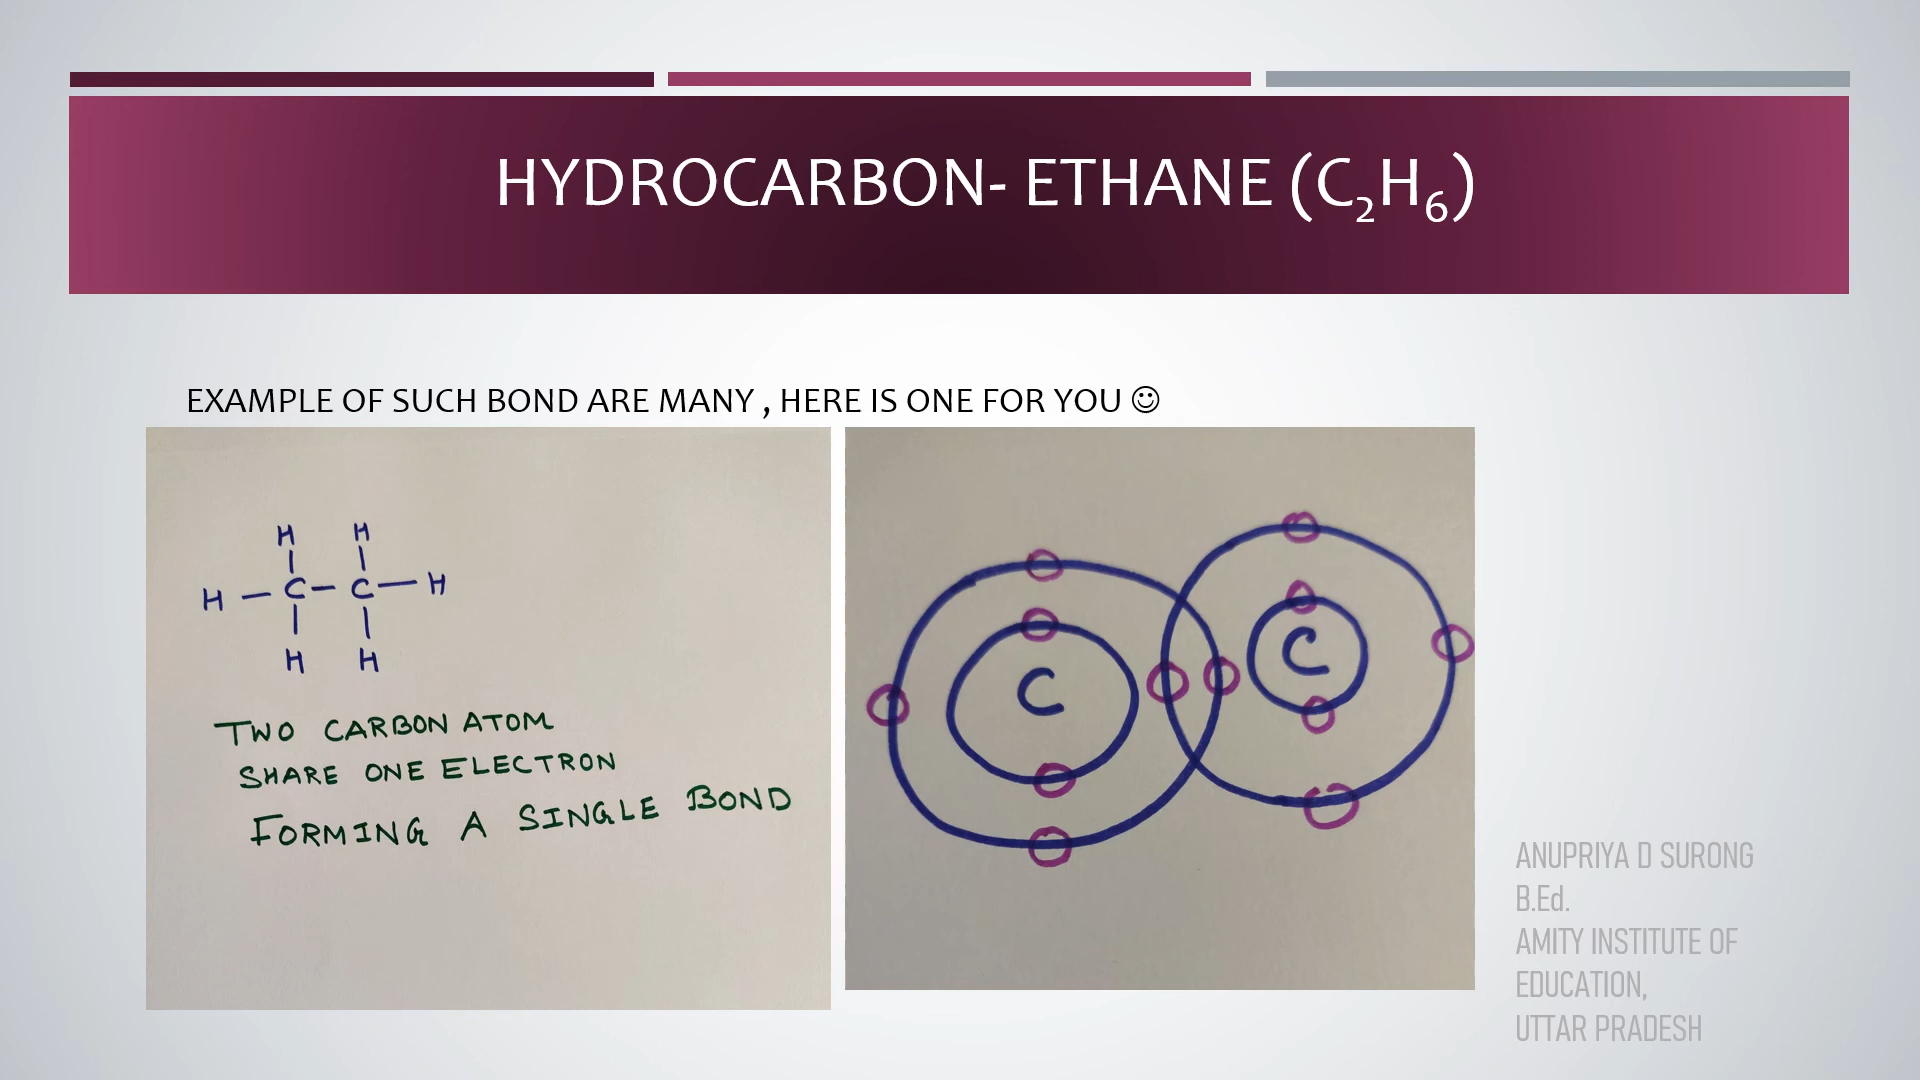 HYDROCARBON- ETHANE (C₂H₆)
EXAMPLE OF SUCH BOND ARE MANY , HERE IS ONE FOR YOU ☺
H H
H — C — C — H
H H
TWO CARBON ATOM
SHARE ONE ELECTRON
FORMING A SINGLE BOND
C
C
ANUPRIYA D SURONG
B.Ed.
AMITY INSTITUTE OF
EDUCATION,
UTTAR PRADESH